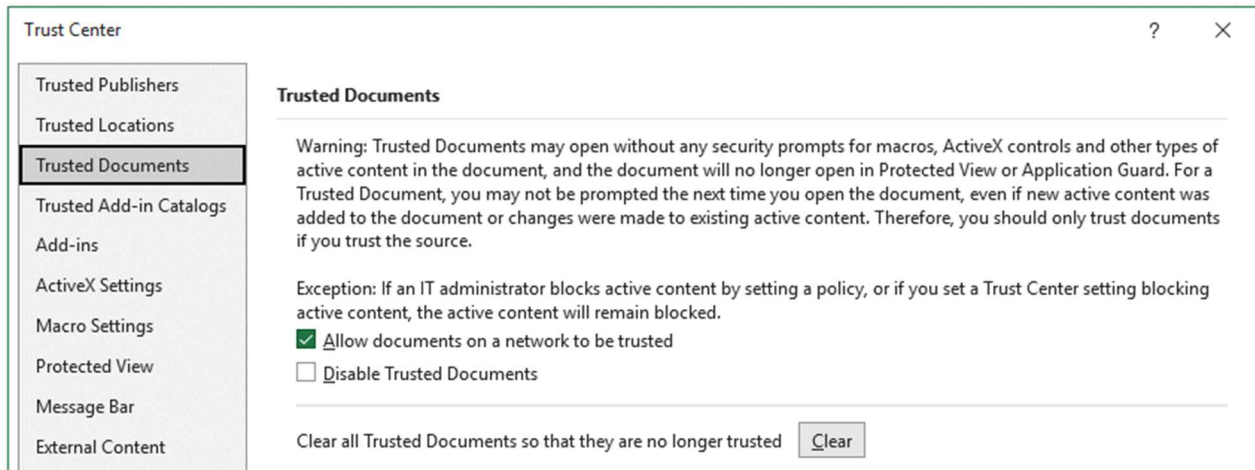 Trust Center
?
Trusted Publishers
Trusted Locations
Trusted Documents
Trusted Add-in Catalogs
Add-ins
ActiveX Settings
Macro Settings
Protected View
Message Bar
External Content
Trusted Documents
Warning: Trusted Documents may open without any security prompts for macros, ActiveX controls and other types of
active content in the document, and the document will no longer open in Protected View or Application Guard. For a
Trusted Document, you may not be prompted the next time you open the document, even if new active content was
added to the document or changes were made to existing active content. Therefore, you should only trust documents
if you trust the source.
Exception: If an IT administrator blocks active content by setting a policy, or if you set a Trust Center setting blocking
active content, the active content will remain blocked.
Allow documents on a network to be trusted
Disable Trusted Documents
Clear all Trusted Documents so that they are no longer trusted Clear